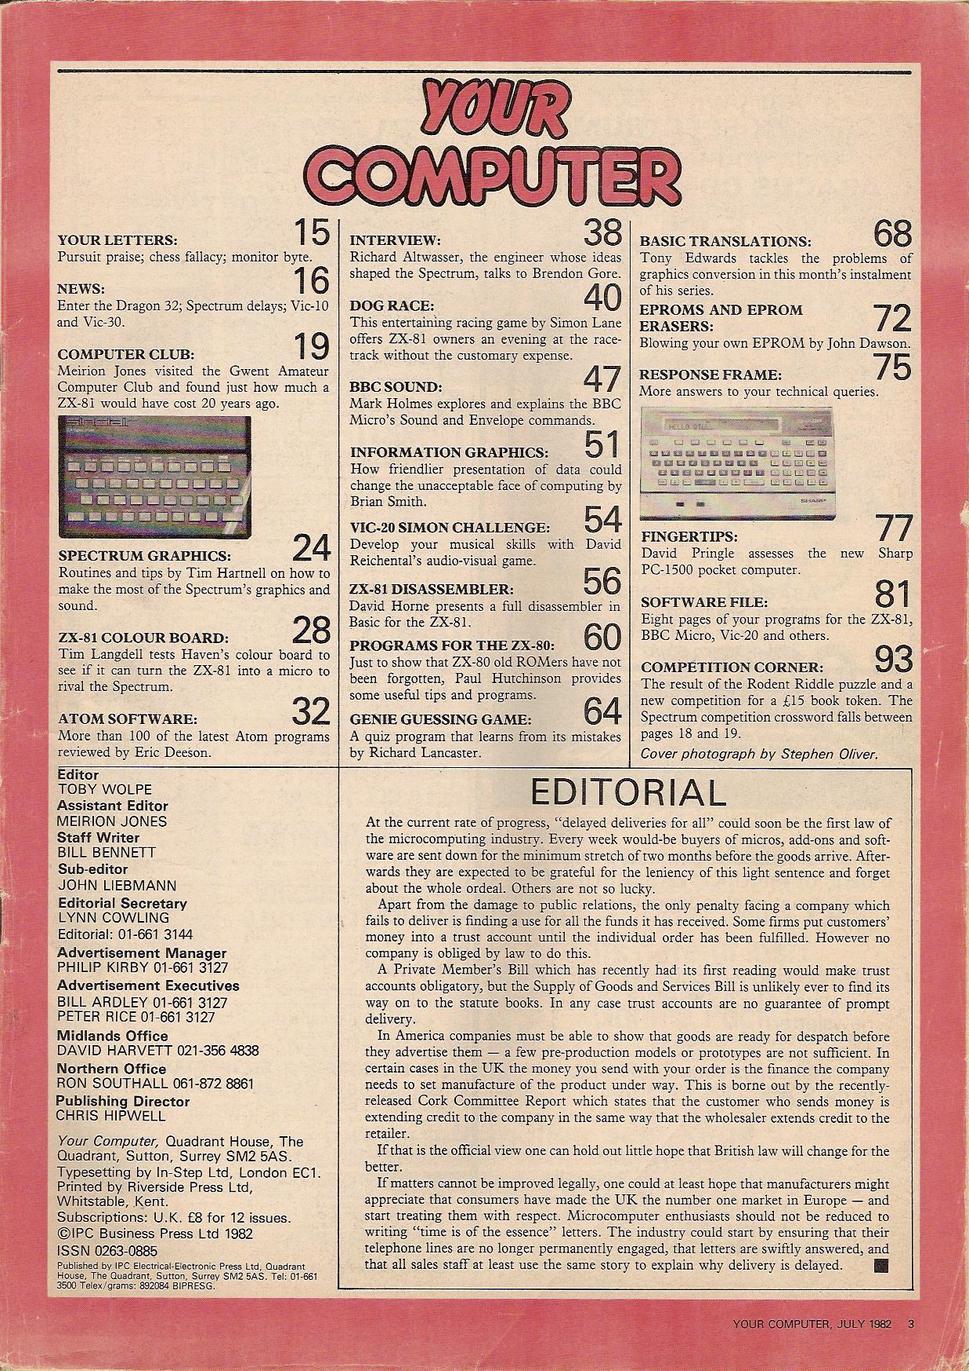 YOUR
COMPUTER
YOUR LETTERS: 15
Pursuit praise; chess fallacy; monitor byte.
NEWS: 16
Enter the Dragon 32; Spectrum delays; Vic-10
and Vic-30.
COMPUTER CLUB: 19
Meirion Jones visited the Gwent Amateur
Computer Club and found just how much a
ZX-81 would have cost 20 years ago.
sinclair
SPECTRUM GRAPHICS: 24
Routines and tips by Tim Hartnell on how to
make the most of the Spectrum's graphics and
sound.
ZX-81 COLOUR BOARD: 28
Tim Langdell tests Haven's colour board to
see if it can turn the ZX-81 into a micro to
rival the Spectrum.
ATOM SOFTWARE: 32
More than 100 of the latest Atom programs
reviewed by Eric Deeson.
INTERVIEW: 38
Richard Altwasser, the engineer whose ideas
shaped the Spectrum, talks to Brendon Gore.
DOG RACE: 40
This entertaining racing game by Simon Lane
offers ZX-81 owners an evening at the race-
track without the customary expense.
BBC SOUND: 47
Mark Holmes explores and explains the BBC
Micro's Sound and Envelope commands.
INFORMATION GRAPHICS: 51
How friendlier presentation of data could
change the unacceptable face of computing by
Brian Smith.
VIC-20 SIMON CHALLENGE: 54
Develop your musical skills with David
Reichental's audio-visual game.
ZX-81 DISASSEMBLER: 56
David Horne presents a full disassembler in
Basic for the ZX-81.
PROGRAMS FOR THE ZX-80: 60
Just to show that ZX-80 old ROMers have not
been forgotten, Paul Hutchinson provides
some useful tips and programs.
GENIE GUESSING GAME: 64
A quiz program that learns from its mistakes
by Richard Lancaster.
BASIC TRANSLATIONS: 68
Tony Edwards tackles the problems of
graphics conversion in this month's instalment
of his series.
EPROMS AND EPROM
ERASERS: 72
Blowing your own EPROM by John Dawson.
RESPONSE FRAME: 75
More answers to your technical queries.
SHARP
FINGERTIPS: 77
David Pringle assesses the new Sharp
PC-1500 pocket computer.
SOFTWARE FILE: 81
Eight pages of your programs for the ZX-81,
BBC Micro, Vic-20 and others.
COMPETITION CORNER: 93
The result of the Rodent Riddle puzzle and a
new competition for a £15 book token. The
Spectrum competition crossword falls between
pages 18 and 19.
Cover photograph by Stephen Oliver.
Editor
TOBY WOLPE
Assistant Editor
MEIRION JONES
Staff Writer
BILL BENNETT
Sub-editor
JOHN LIEBMANN
Editorial Secretary
LYNN COWLING
Editorial: 01-661 3144
Advertisement Manager
PHILIP KIRBY 01-661 3127
Advertisement Executives
BILL ARDLEY 01-661 3127
PETER RICE 01-661 3127
Midlands Office
DAVID HARVETT 021-356 4838
Northern Office
RON SOUTHALL 061-872 8861
Publishing Director
CHRIS HIPWELL
Your Computer, Quadrant House, The
Quadrant, Sutton, Surrey SM2 5AS.
Typesetting by In-Step Ltd, London EC1.
Printed by Riverside Press Ltd,
Whitstable, Kent.
Subscriptions: U.K. £8 for 12 issues.
©IPC Business Press Ltd 1982
ISSN 0263-0885
Published by IPC Electrical-Electronic Press Ltd, Quadrant
House, The Quadrant, Sutton, Surrey SM2 5AS. Tel: 01-661
3500 Telex/grams: 892084 BIPRESG.
EDITORIAL
At the current rate of progress, “delayed deliveries for all” could soon be the first law of
the microcomputing industry. Every week would-be buyers of micros, add-ons and soft-
ware are sent down for the minimum stretch of two months before the goods arrive. After-
wards they are expected to be grateful for the leniency of this light sentence and forget
about the whole ordeal. Others are not so lucky.
Apart from the damage to public relations, the only penalty facing a company which
fails to deliver is finding a use for all the funds it has received. Some firms put customers'
money into a trust account until the individual order has been fulfilled. However no
company is obliged by law to do this.
A Private Member's Bill which has recently had its first reading would make trust
accounts obligatory, but the Supply of Goods and Services Bill is unlikely ever to find its
way on to the statute books. In any case trust accounts are no guarantee of prompt
delivery.
In America companies must be able to show that goods are ready for despatch before
they advertise them — a few pre-production models or prototypes are not sufficient. In
certain cases in the UK the money you send with your order is the finance the company
needs to set manufacture of the product under way. This is borne out by the recently-
released Cork Committee Report which states that the customer who sends money is
extending credit to the company in the same way that the wholesaler extends credit to the
retailer.
If that is the official view one can hold out little hope that British law will change for the
better.
If matters cannot be improved legally, one could at least hope that manufacturers might
appreciate that consumers have made the UK the number one market in Europe — and
start treating them with respect. Microcomputer enthusiasts should not be reduced to
writing “time is of the essence” letters. The industry could start by ensuring that their
telephone lines are no longer permanently engaged, that letters are swiftly answered, and
that all sales staff at least use the same story to explain why delivery is delayed.
YOUR COMPUTER, JULY 1982 3